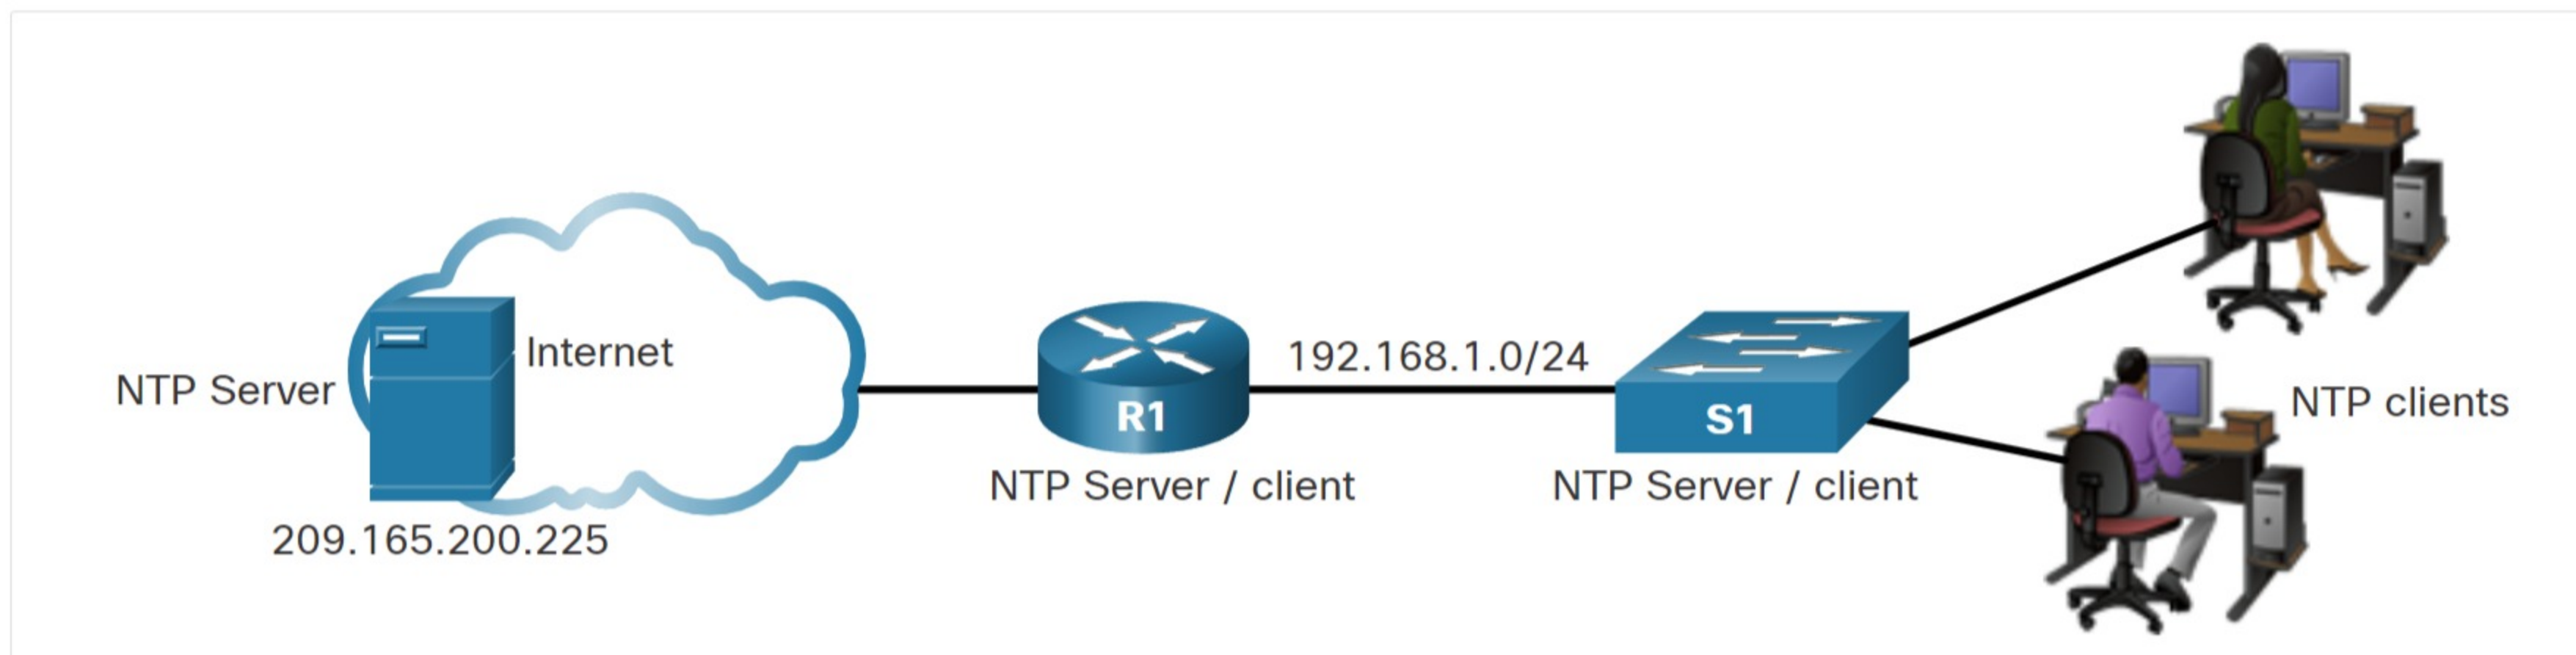 NTP Server
Internet
209.165.200.225
R1
NTP Server / client
192.168.1.0/24
S1
NTP Server / client
NTP clients